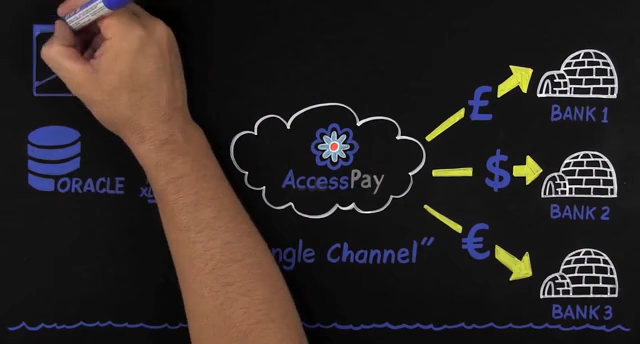 £
BANK 1
ORACLE
AccessPay
$
BANK 2
ngle Channel"
€
BANK 3